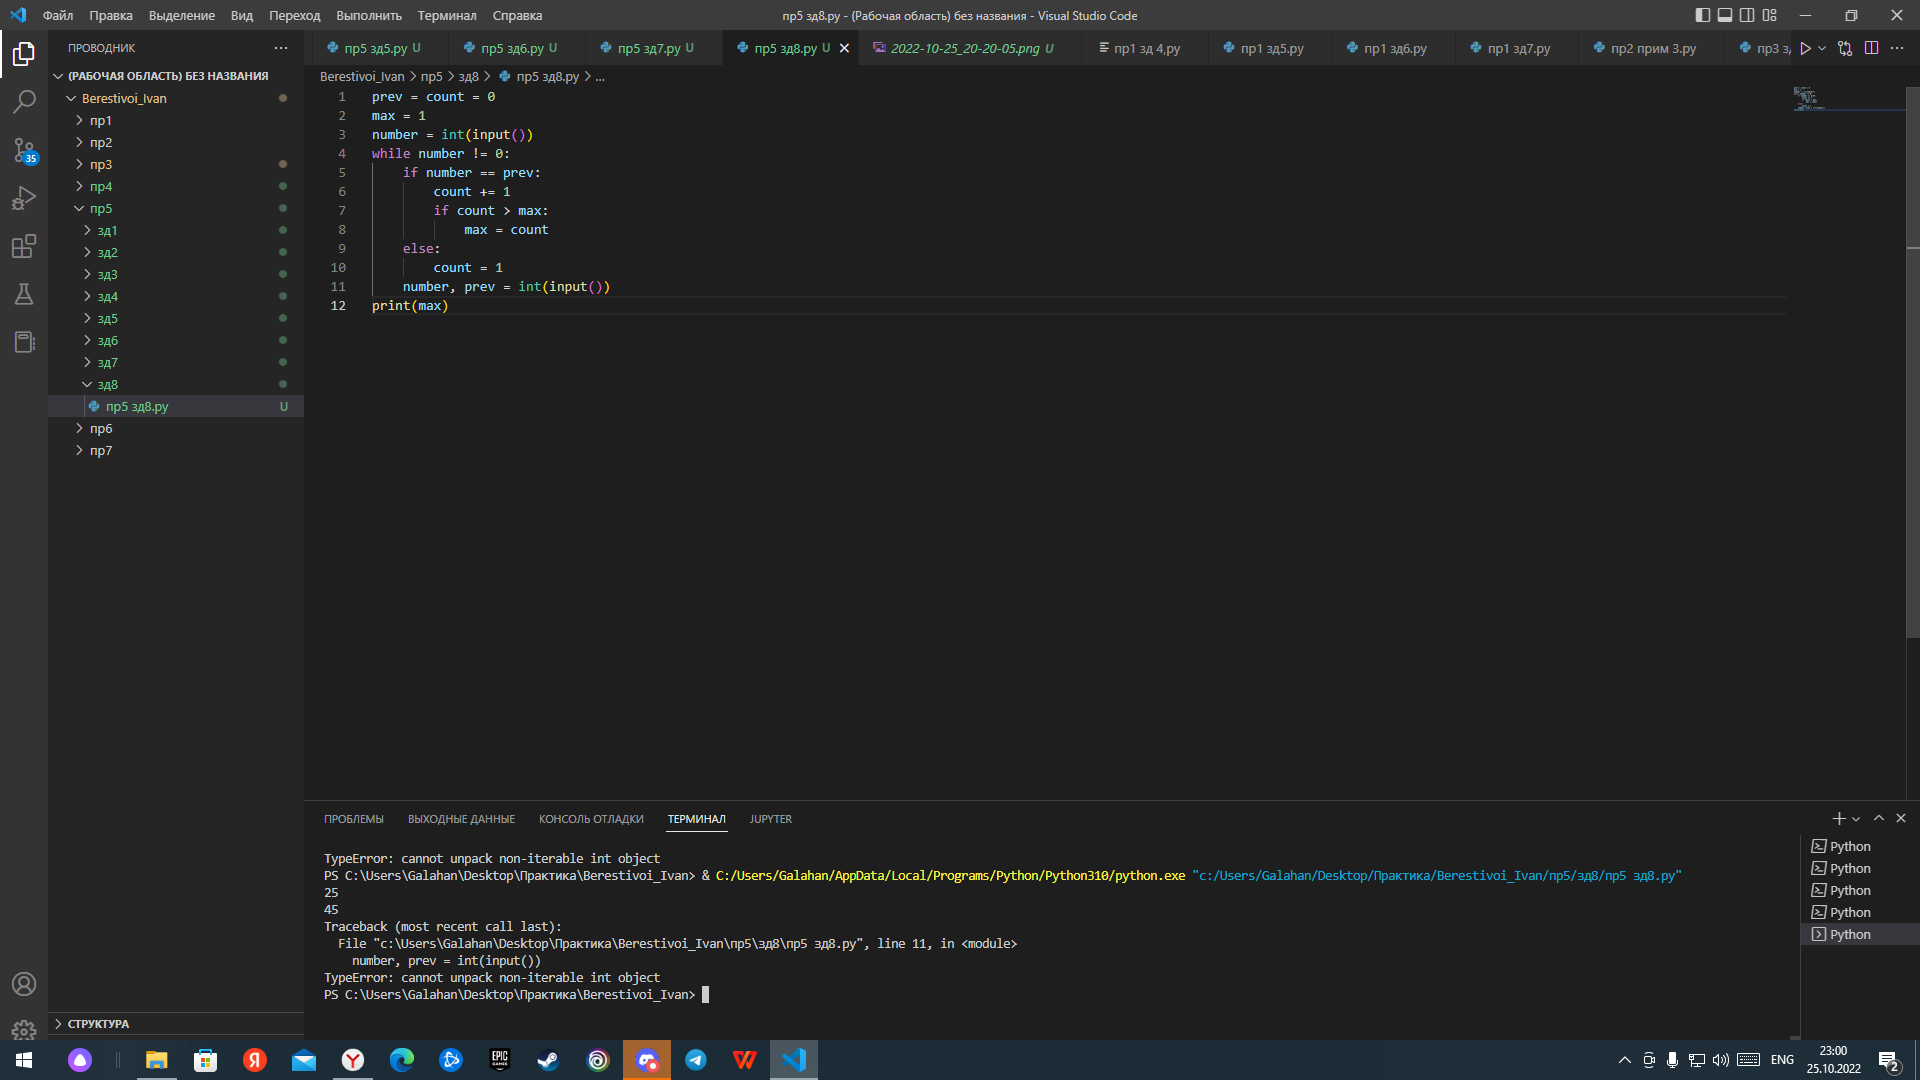 Файл Правка Выделение Вид Переход Выполнить Терминал Справка
пр5 зд8.py - (Рабочая область) без названия - Visual Studio Code
ПРОВОДНИК
(РАБОЧАЯ ОБЛАСТЬ) БЕЗ НАЗВАНИЯ
Berestivoi_Ivan
пр1
пр2
пр3
пр4
пр5
зд1
зд2
зд3
зд4
зд5
зд6
зд7
зд8
пр5 зд8.py U
пр6
пр7
СТРУКТУРА
35
пр5 зд5.py U
пр5 зд6.py U
пр5 зд7.py U
пр5 зд8.py U
2022-10-25_20-20-05.png U
пр1 зд 4,py
пр1 зд5.py
пр1 зд6.py
пр1 зд7.py
пр2 прим 3.py
пр3 з
Berestivoi_Ivan > пр5 > зд8 > пр5 зд8.py > ...
1 prev = count = 0
2 max = 1
3 number = int(input())
4 while number != 0:
5 if number == prev:
6 count += 1
7 if count > max:
8 max = count
9 else:
10 count = 1
11 number, prev = int(input())
12 print(max)
ПРОБЛЕМЫ ВЫХОДНЫЕ ДАННЫЕ КОНСОЛЬ ОТЛАДКИ ТЕРМИНАЛ JUPYTER
TypeError: cannot unpack non-iterable int object
PS C:\Users\Galahan\Desktop\Практика\Berestivoi_Ivan> & C:/Users/Galahan/AppData/Local/Programs/Python/Python310/python.exe "c:/Users/Galahan/Desktop/Практика/Berestivoi_Ivan/пр5/зд8/пр5 зд8.py"
25
45
Traceback (most recent call last):
File "c:\Users\Galahan\Desktop\Практика\Berestivoi_Ivan\пр5\зд8\пр5 зд8.py", line 11, in <module>
number, prev = int(input())
TypeError: cannot unpack non-iterable int object
PS C:\Users\Galahan\Desktop\Практика\Berestivoi_Ivan>
Python
Python
Python
Python
Python
EPIC GAMES
ENG
23:00
25.10.2022
2